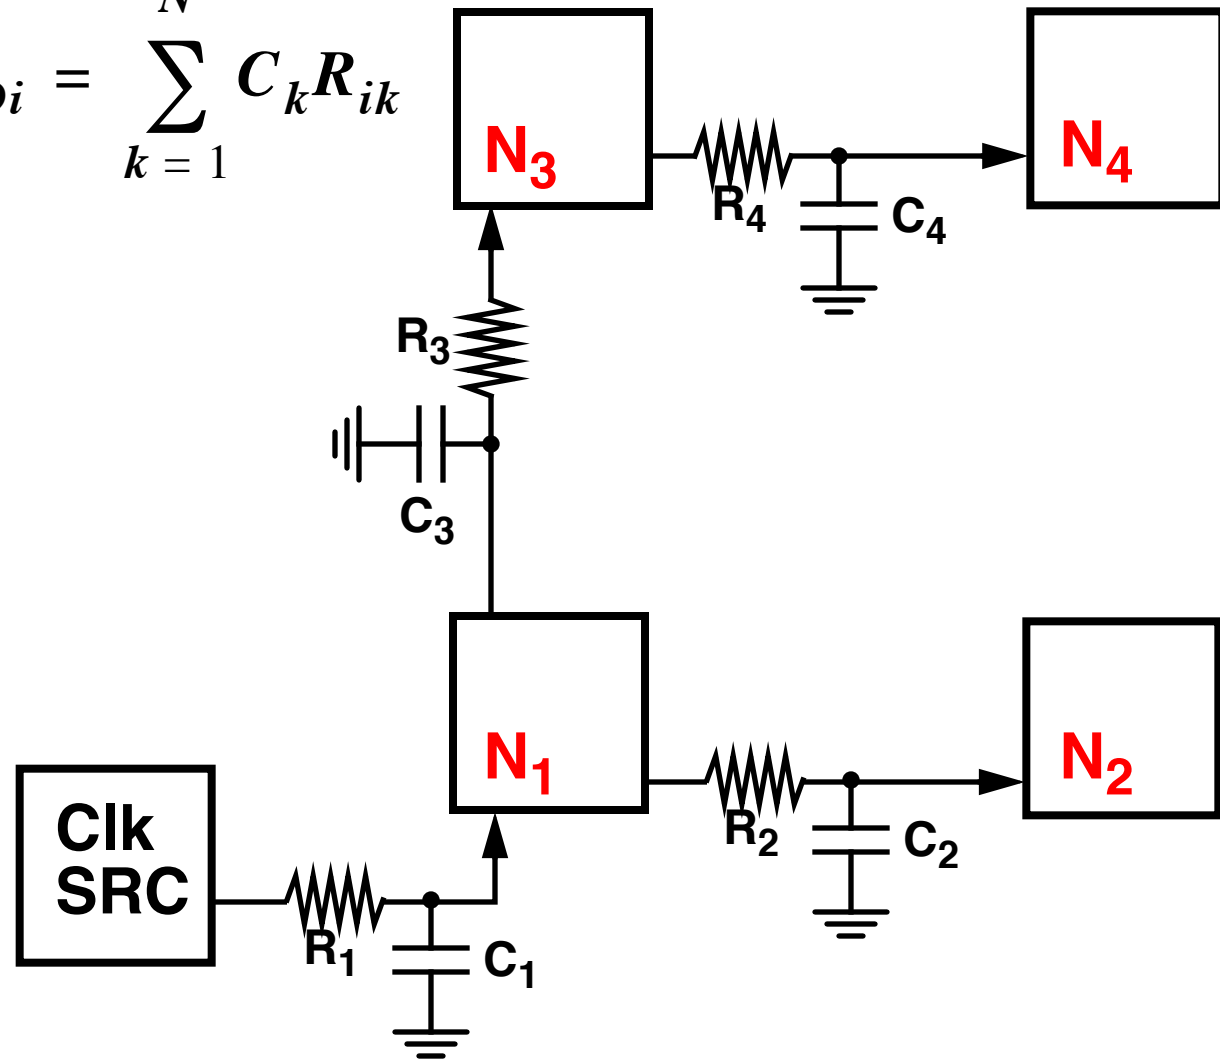 N
i = ∑ C_k R_ik
k = 1
N3
N4
R4
C4
R3
C3
N1
N2
R2
C2
Clk
SRC
R1
C1